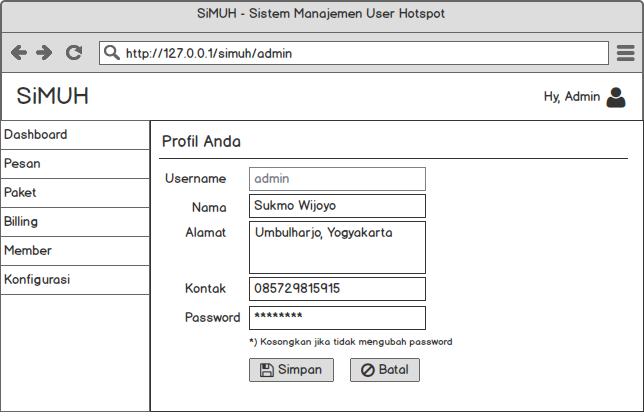 SiMUH - Sistem Manajemen User Hotspot
http://127.0.0.1/simuh/admin
SiMUH
Hy, Admin
Dashboard
Pesan
Paket
Billing
Member
Konfigurasi
Profil Anda
Username admin
Nama Sukmo Wijoyo
Alamat Umbulharjo, Yogyakarta
Kontak 085729815915
Password ********
*) Kosongkan jika tidak mengubah password
Simpan Batal